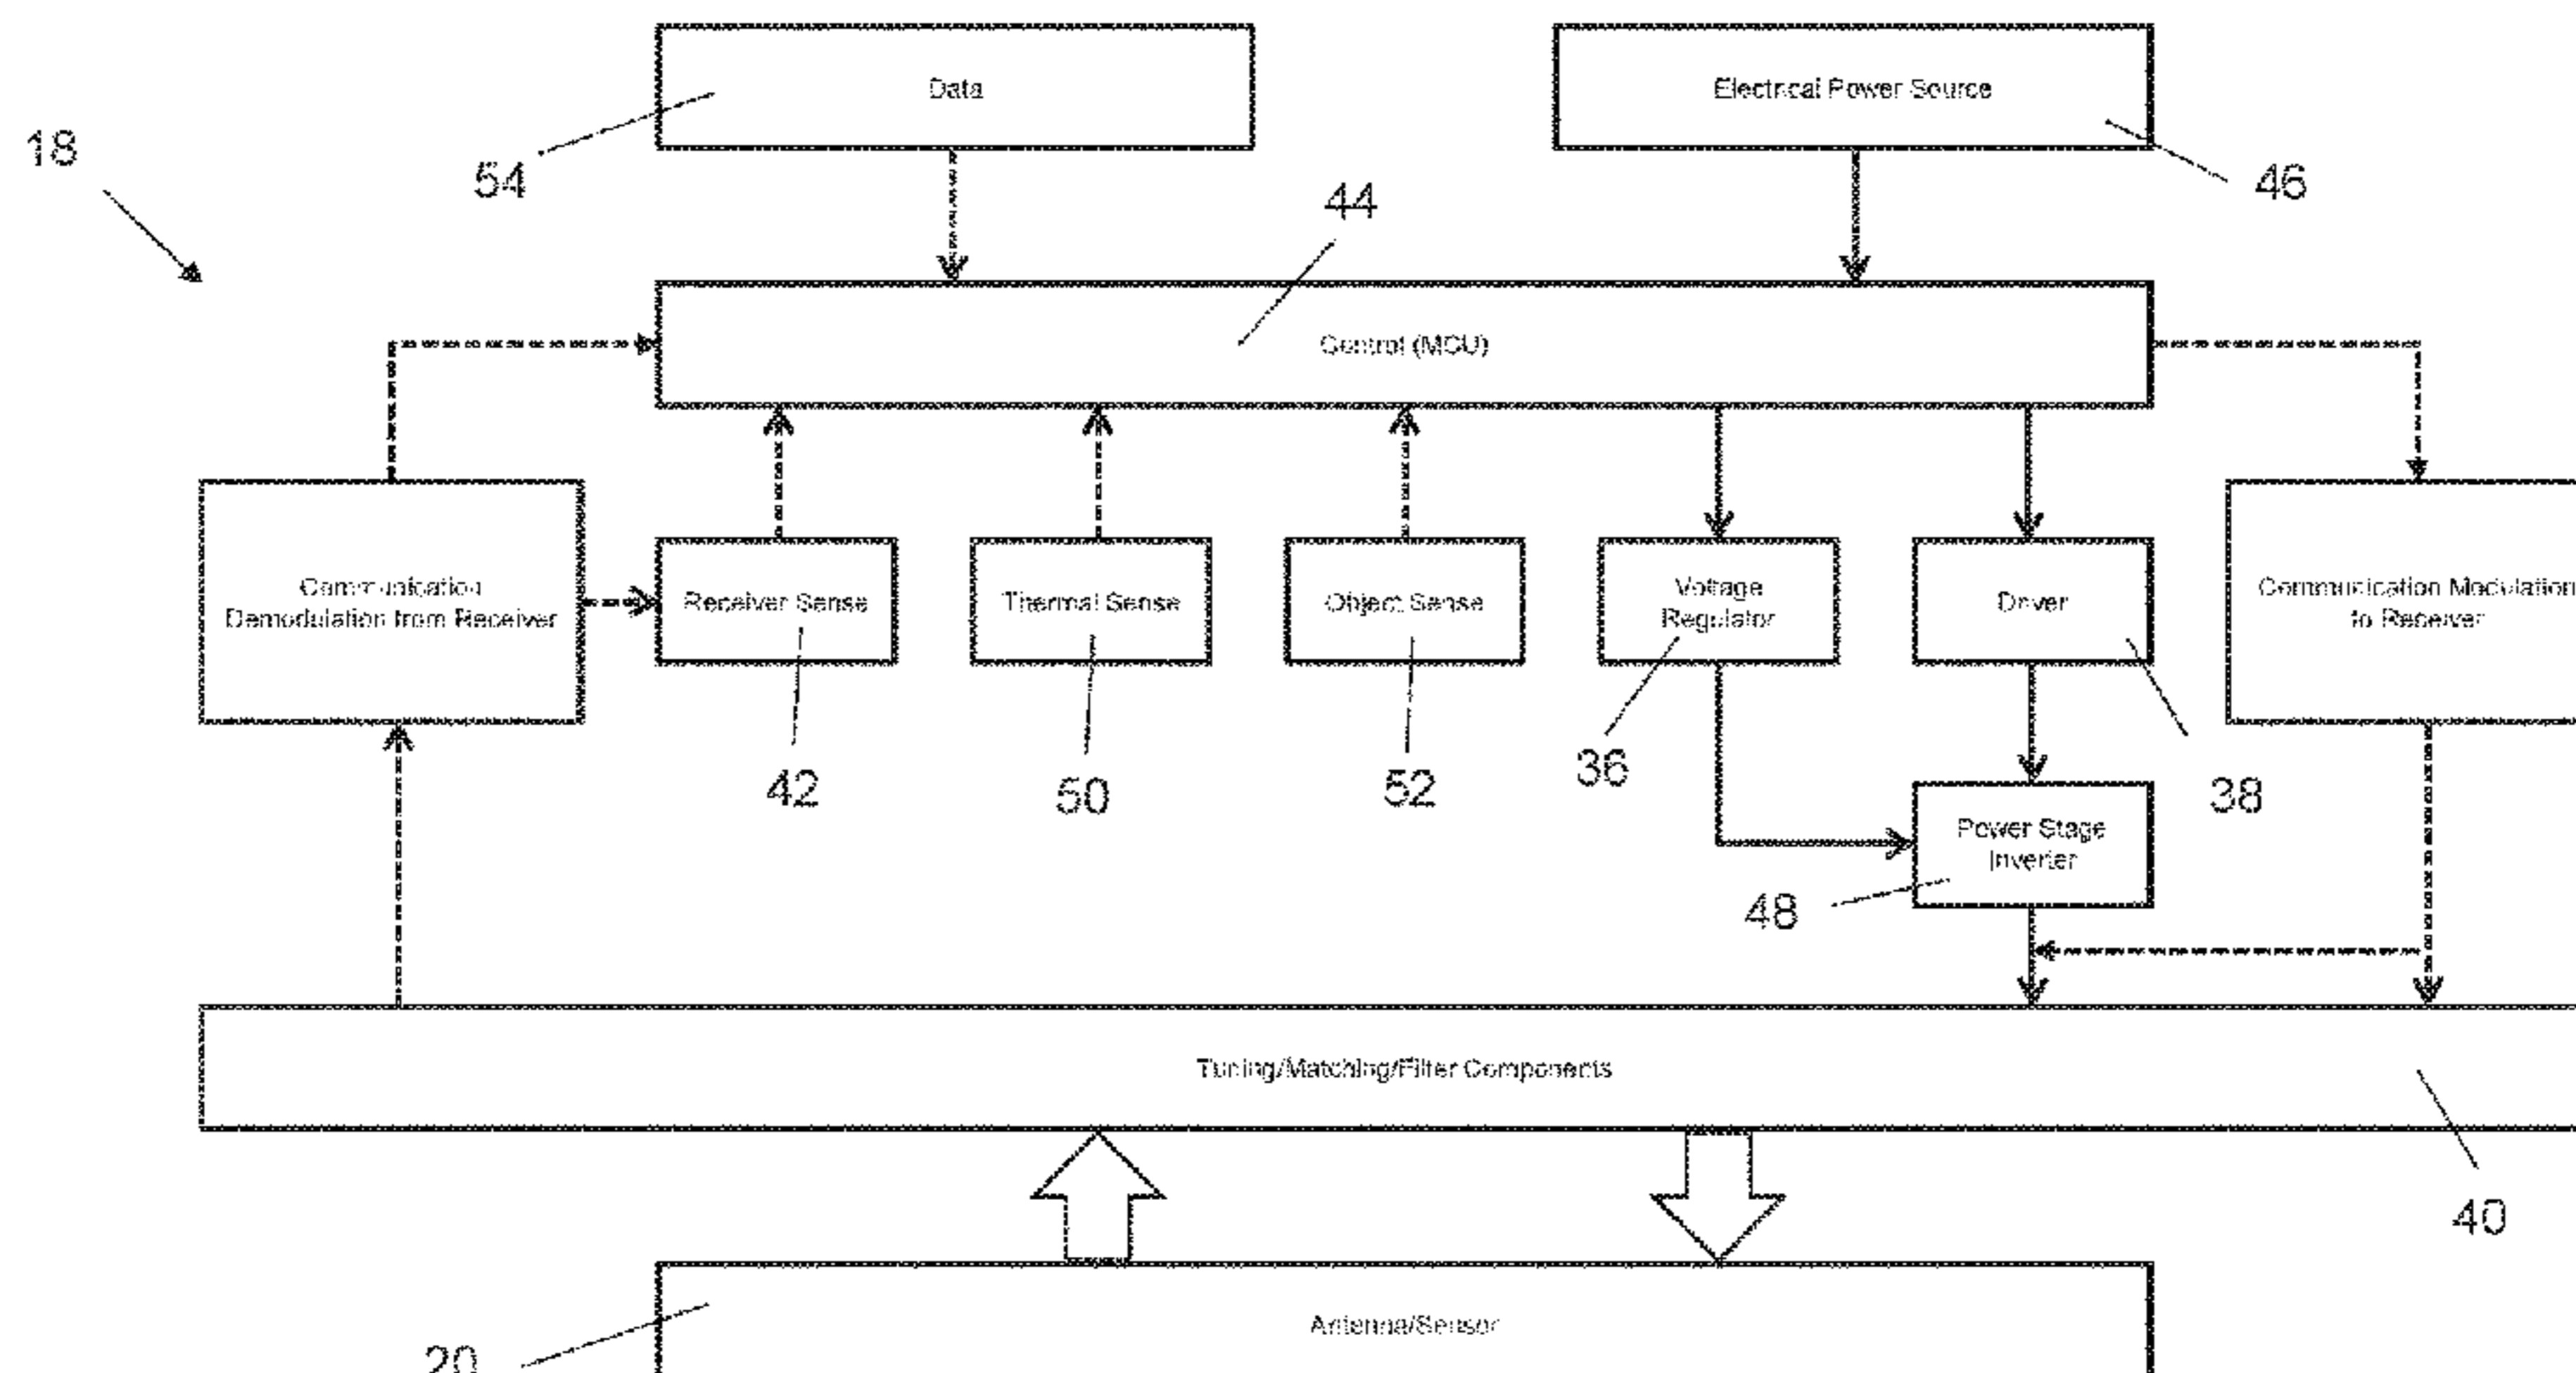 Data
Electrical Power Source
18
54
46
44
Control (MCU)
Communication
Demodulation from Receiver
Receiver Sense
Thermal Sense
Object Sense
Voltage
Regulator
Driver
Communication Modulation
to Receiver
42
50
52
36
38
Power Stage
Inverter
48
Tuning/Matching/Filter Components
40
Antenna/Sensor
20